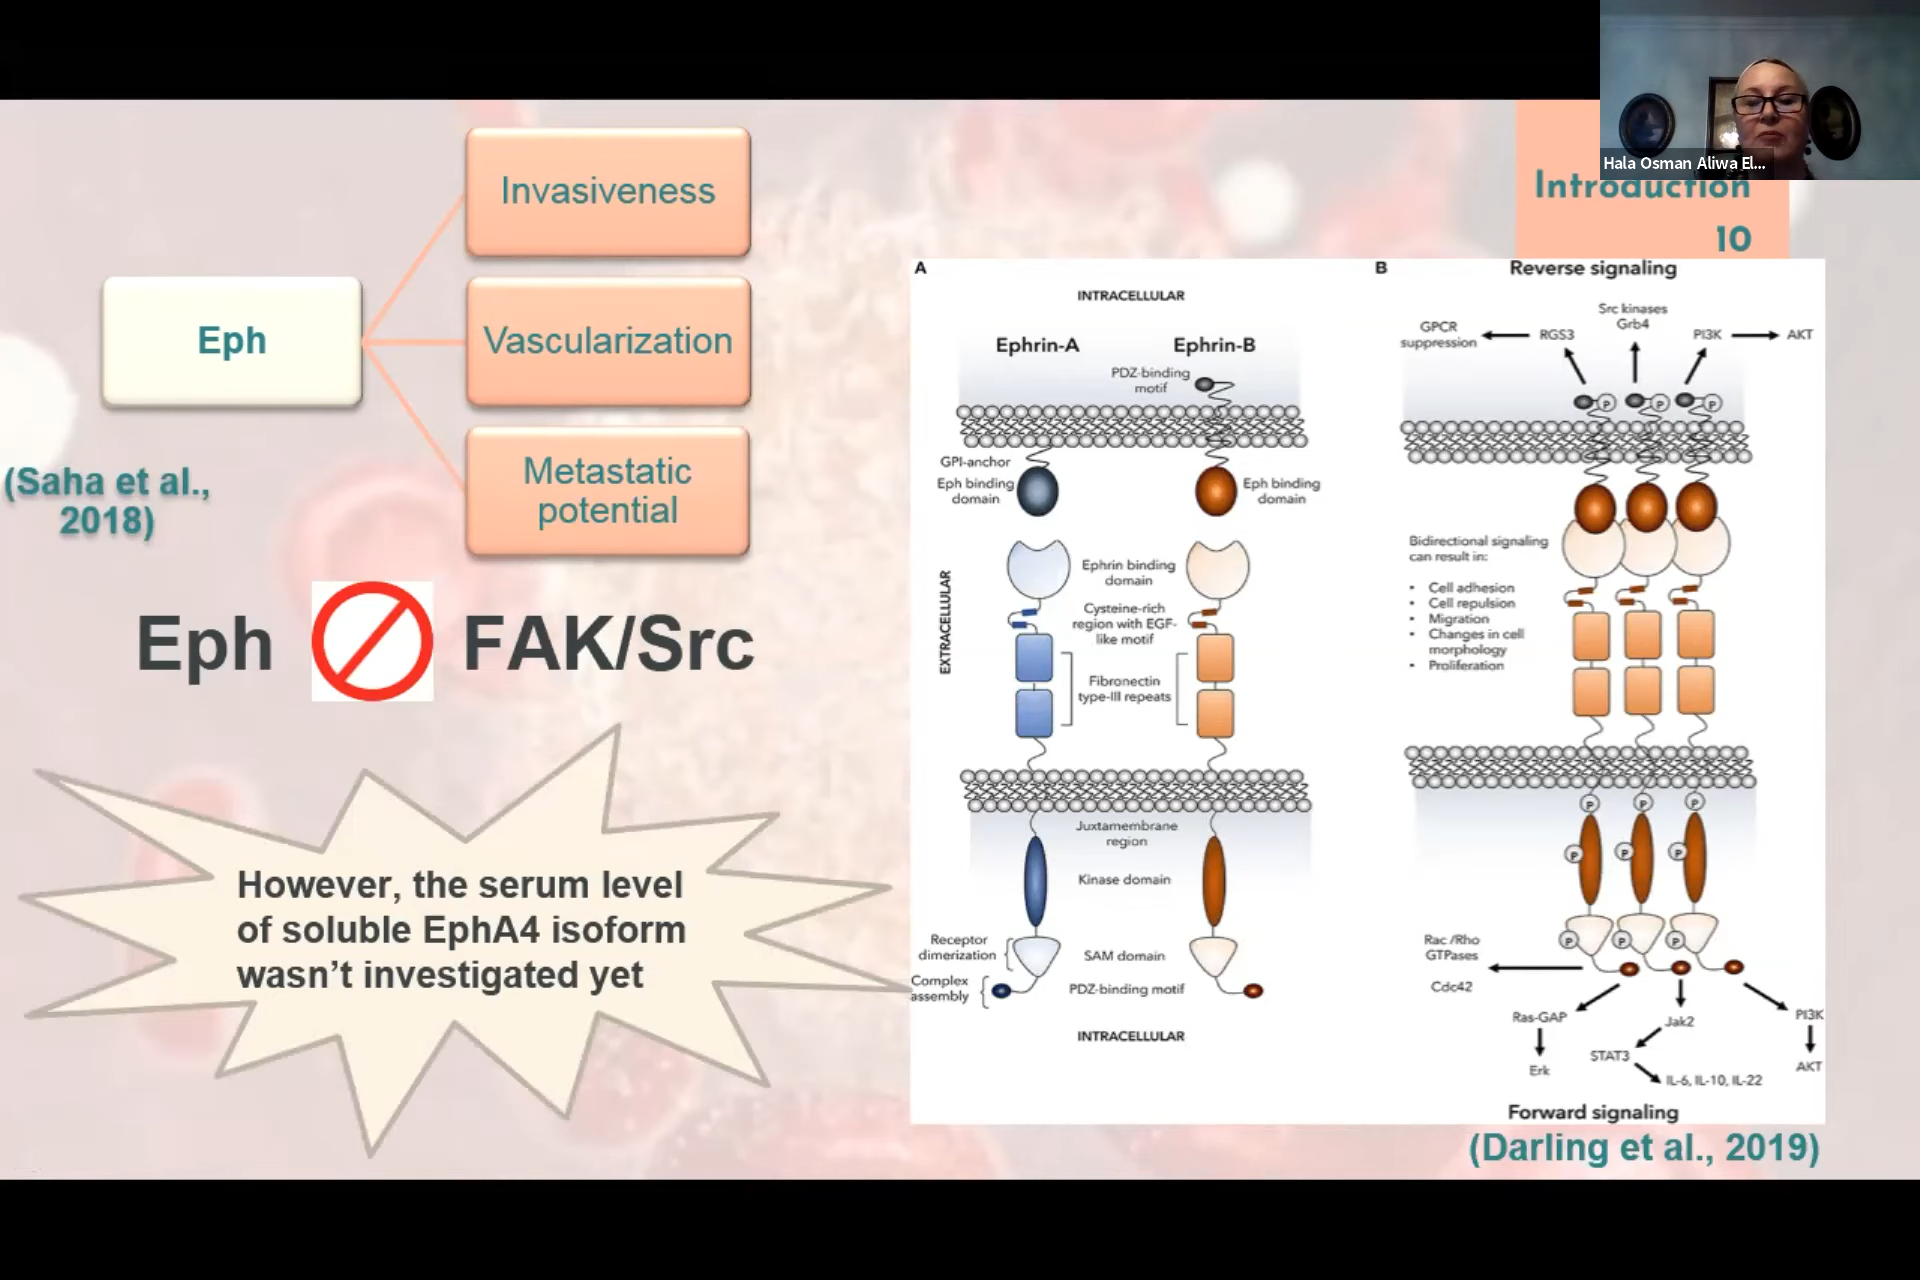 Hala Osman Aliwa El...
Introduction
10
Invasiveness
Eph
Vascularization
Metastatic
potential
(Saha et al.,
2018)
Eph
FAK/Src
However, the serum level
of soluble EphA4 isoform
wasn't investigated yet
A
INTRACELLULAR
Ephrin-A
Ephrin-B
PDZ-binding
motif
GPI-anchor
Eph binding
domain
Eph binding
domain
EXTRACELLULAR
Ephrin binding
domain
Cysteine-rich
region with EGF-
like motif
Fibronectin
type-III repeats
Juxtamembrane
region
Kinase domain
Receptor
dimerization
SAM domain
Complex
assembly
PDZ-binding motif
INTRACELLULAR
B
Reverse signaling
GPCR
suppression
RGS3
Src kinases
Grb4
PI3K
AKT
P
P
P
Bidirectional signaling
can result in:
• Cell adhesion
• Cell repulsion
• Migration
• Changes in cell
morphology
• Proliferation
P
P
P
P
P
P
P
P
P
Rac /Rho
GTPases
Cdc42
Ras-GAP
Erk
Jak2
STAT3
IL-6, IL-10, IL-22
PI3K
AKT
Forward signaling
(Darling et al., 2019)